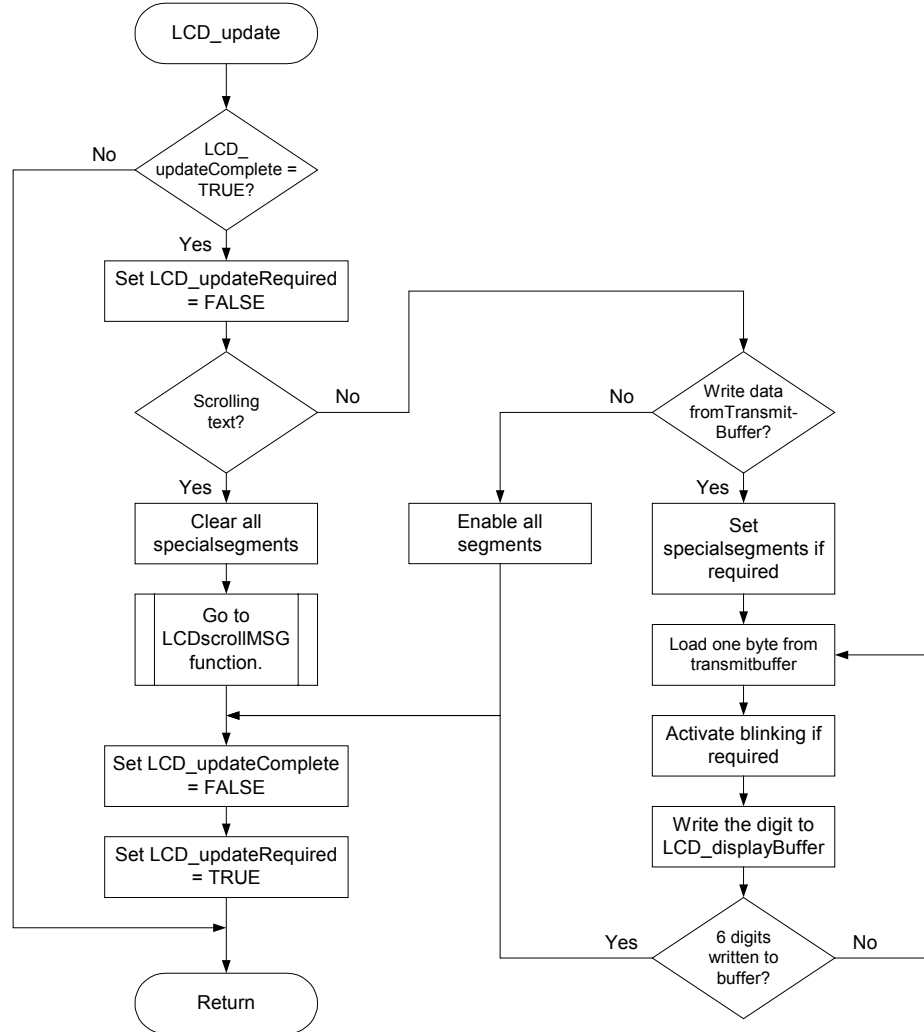 LCD_update
No
LCD_
updateComplete =
TRUE?
Yes
Set LCD_updateRequired
= FALSE
Scrolling
text?
No
Write data
fromTransmit-
Buffer?
No
Yes
Yes
Clear all
specialsegments
Enable all
segments
Set
specialsegments if
required
Go to
LCDscrollMSG
function.
Load one byte from
transmitbuffer
Activate blinking if
required
Set LCD_updateComplete
= FALSE
Write the digit to
LCD_displayBuffer
Set LCD_updateRequired
= TRUE
Yes
6 digits
written to
buffer?
No
Return